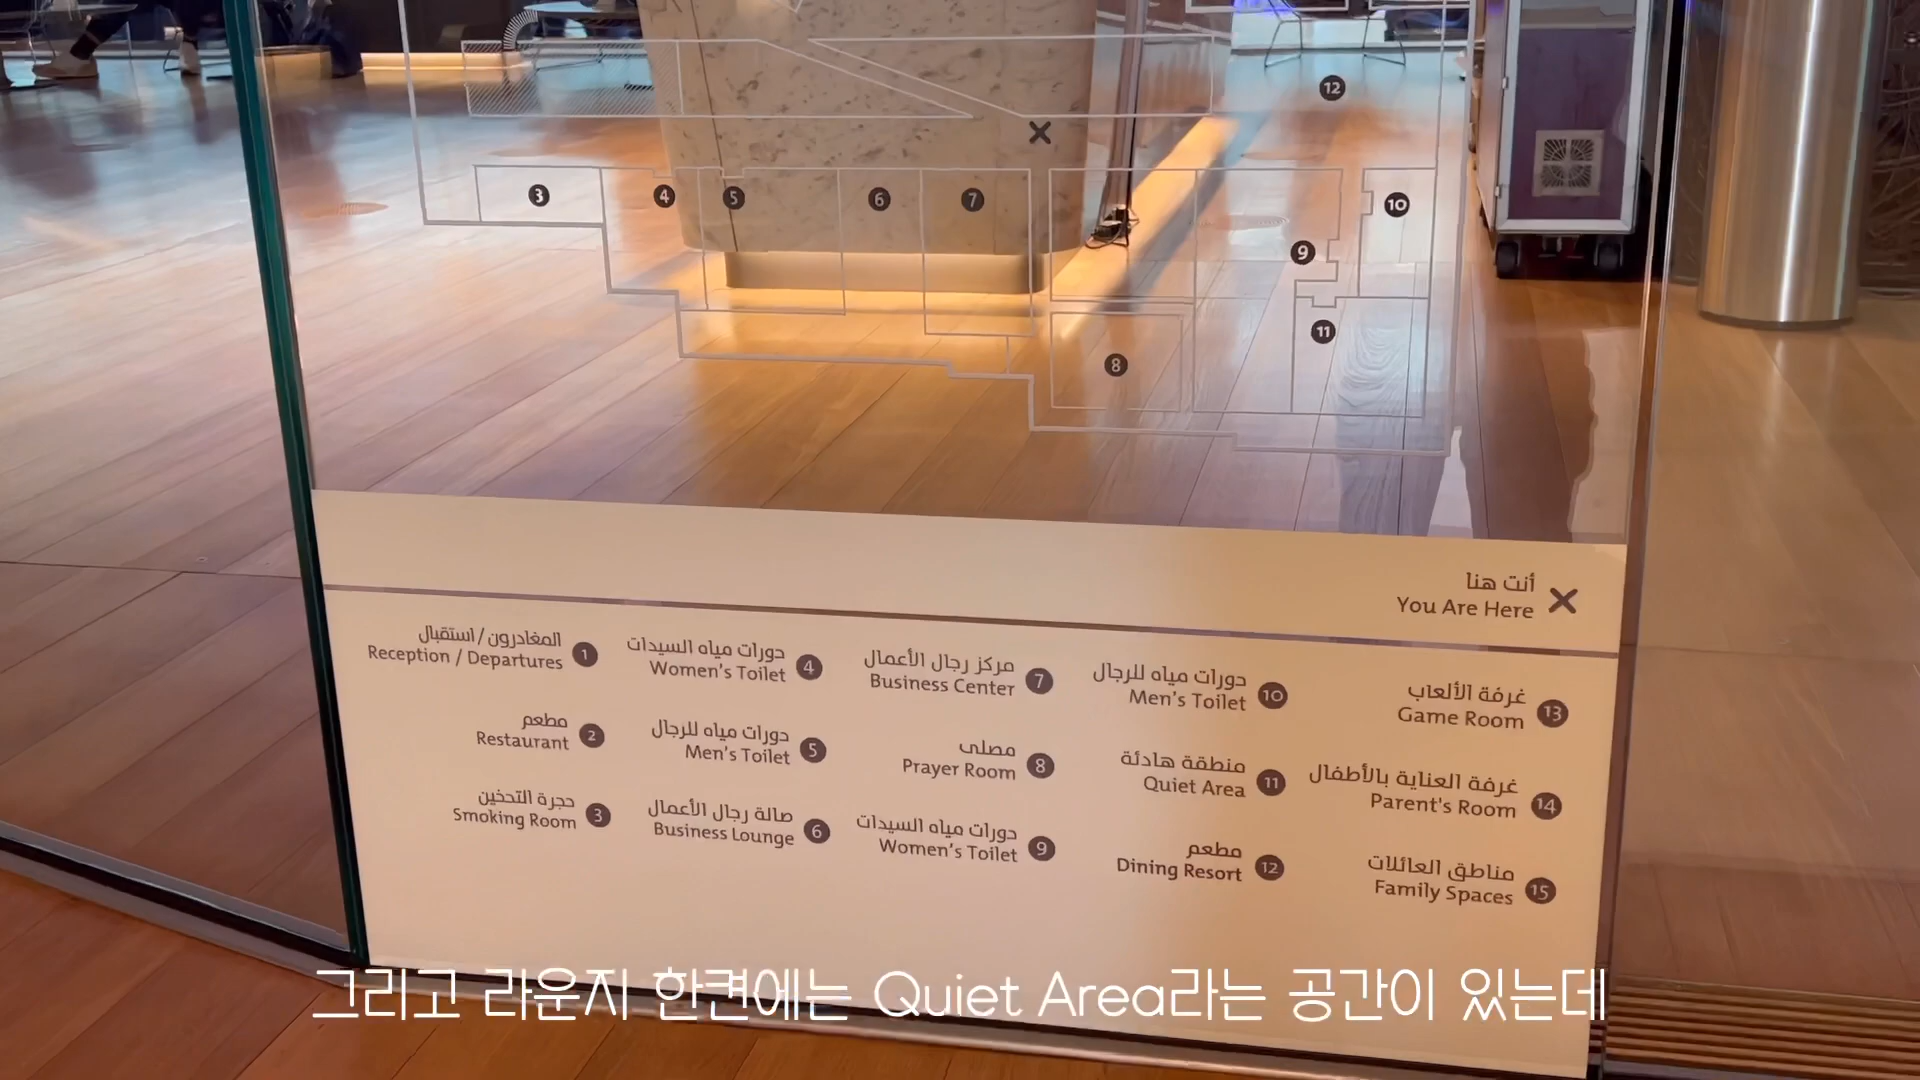 12
3
4
5
6
7
10
9
11
8
أنت هنا
You Are Here
المغادرون / استقبال
Reception / Departures
1
مطعم
Restaurant
2
حجرة التدخين
Smoking Room
3
دورات مياه السيدات
Women's Toilet
4
دورات مياه للرجال
Men's Toilet
5
صالة رجال الأعمال
Business Lounge
6
مركز رجال الأعمال
Business Center
7
مصلى
Prayer Room
8
دورات مياه السيدات
Women's Toilet
9
دورات مياه للرجال
Men's Toilet
10
منطقة هادئة
Quiet Area
11
مطعم
Dining Resort
12
غرفة الألعاب
Game Room
13
غرفة العناية بالأطفال
Parent's Room
14
مناطق العائلات
Family Spaces
15
그리고 라운지 한켠에는 Quiet Area라는 공간이 있는데